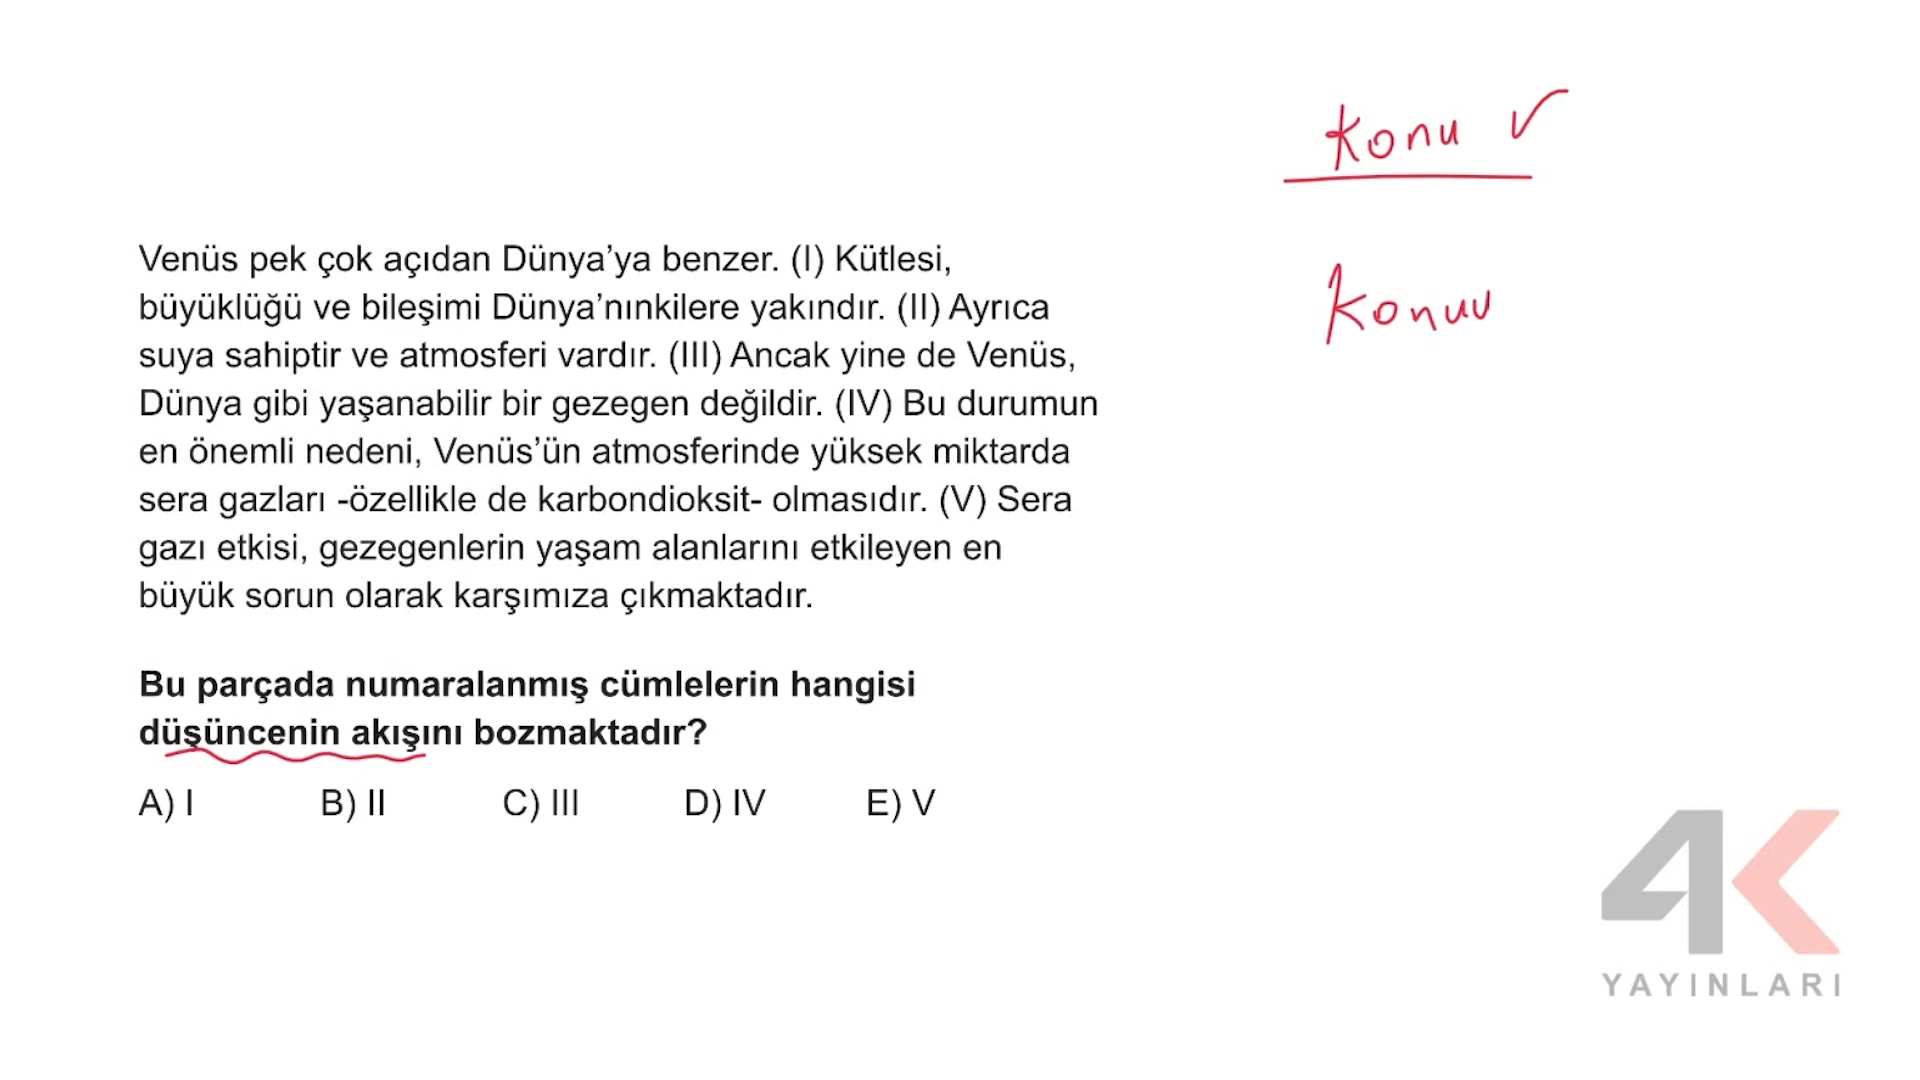 Konu
Venüs pek çok açıdan Dünya’ya benzer. (I) Kütlesi,
büyüklüğü ve bileşimi Dünya’nınkilere yakındır. (II) Ayrıca
suya sahiptir ve atmosferi vardır. (III) Ancak yine de Venüs,
Dünya gibi yaşanabilir bir gezegen değildir. (IV) Bu durumun
en önemli nedeni, Venüs’ün atmosferinde yüksek miktarda
sera gazları -özellikle de karbondioksit- olmasıdır. (V) Sera
gazı etkisi, gezegenlerin yaşam alanlarını etkileyen en
büyük sorun olarak karşımıza çıkmaktadır.
Konuu
Bu parçada numaralanmış cümlelerin hangisi
düşüncenin akışını bozmaktadır?
A) I B) II C) III D) IV E) V
4K
YAYINLARI